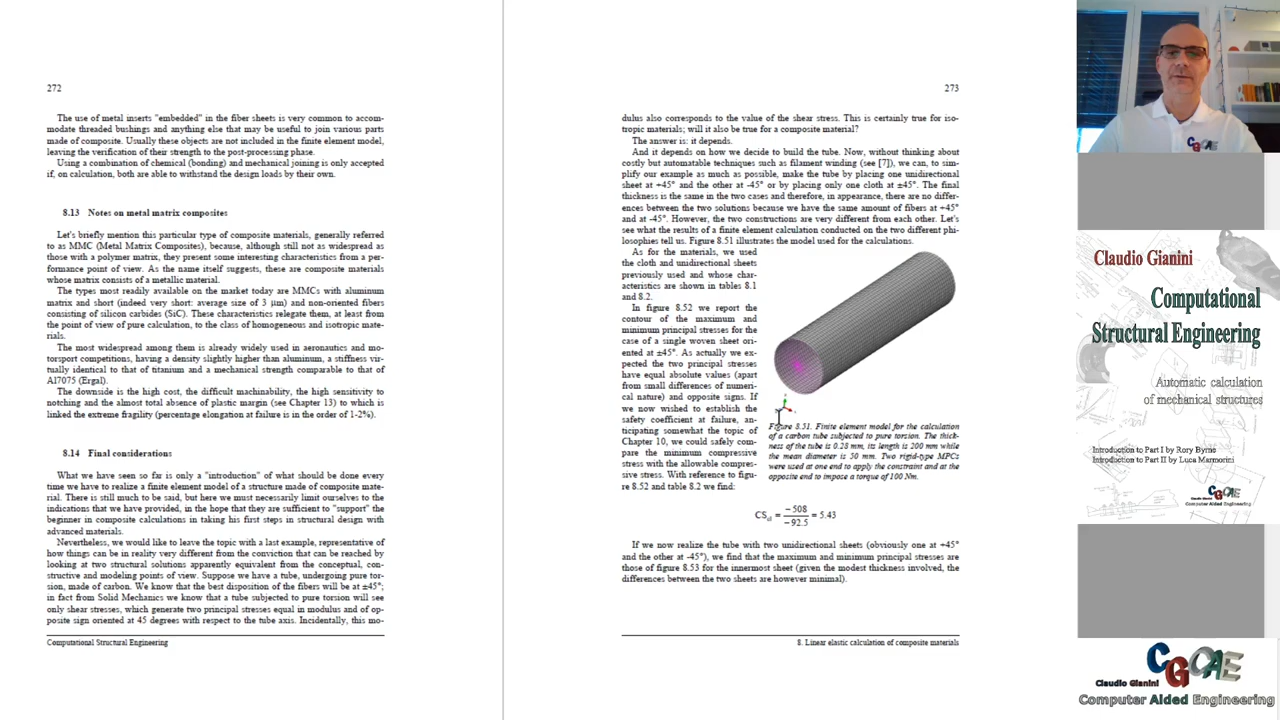 272
The use of metal inserts "embedded" in the fiber sheets is very common to accom-
modate threaded bushings and anything else that may be useful to join various parts
made of composite. Usually these objects are not included in the finite element model,
leaving the verification of their strength to the post-processing phase.
Using a combination of chemical (bonding) and mechanical joining is only accepted
if, on calculation, both are able to withstand the design loads by their own.
8.13 Notes on metal matrix composites
Let's briefly mention this particular type of composite materials, generally referred
to as MMC (Metal Matrix Composites), because, although still not as widespread as
those with a polymer matrix, they present some interesting characteristics from a per-
formance point of view. As the name itself suggests, these are composite materials
whose matrix consists of a metallic material.
The types most readily available on the market today are MMCs with aluminum
matrix and short (indeed very short: average size of 3 µm) and non-oriented fibers
consisting of silicon carbides (SiC). These characteristics relegate them, at least from
the point of view of pure calculation, to the class of homogeneous and isotropic mate-
rials.
The most widespread among them is already widely used in aeronautics and mo-
torsport competitions, having a density slightly higher than aluminum, a stiffness vir-
tually identical to that of titanium and a mechanical strength comparable to that of
Al7075 (Ergal).
The downside is the high cost, the difficult machinability, the high sensitivity to
notching and the almost total absence of plastic margin (see Chapter 13) to which is
linked the extreme fragility (percentage elongation at failure is in the order of 1-2%).
8.14 Final considerations
What we have seen so far is only a "introduction" of what should be done every
time we have to realize a finite element model of a structure made of composite mate-
rial. There is still much to be said, but here we must necessarily limit ourselves to the
indications that we have provided, in the hope that they are sufficient to "support" the
beginner in composite calculations in taking his first steps in structural design with
advanced materials.
Nevertheless, we would like to leave the topic with a last example, representative of
how things can be in reality very different from the conviction that can be reached by
looking at two structural solutions apparently equivalent from the conceptual, con-
structive and modeling points of view. Suppose we have a tube, undergoing pure tor-
sion, made of carbon. We know that the best disposition of the fibers will be at ±45°;
in fact from Solid Mechanics we know that a tube subjected to pure torsion will see
only shear stresses, which generate two principal stresses equal in modulus and of op-
posite sign oriented at 45 degrees with respect to the tube axis. Incidentally, this mo-
Computational Structural Engineering
273
dulus also corresponds to the value of the shear stress. This is certainly true for iso-
tropic materials; will it also be true for a composite material?
The answer is: it depends.
And it depends on how we decide to build the tube. Now, without thinking about
costly but automatable techniques such as filament winding (see [7]), we can, to sim-
plify our example as much as possible, make the tube by placing one unidirectional
sheet at +45° and the other at -45° or by placing only one cloth at ±45°. The final
thickness is the same in the two cases and therefore, in appearance, there are no differ-
ences between the two solutions because we have the same amount of fibers at +45°
and at -45°. However, the two constructions are very different from each other. Let's
see what the results of a finite element calculation conducted on the two different phi-
losophies tell us. Figure 8.51 illustrates the model used for the calculations.
As for the materials, we used
the cloth and unidirectional sheets
previously used and whose char-
acteristics are shown in tables 8.1
and 8.2.
In figure 8.52 we report the
contour of the maximum and
minimum principal stresses for the
case of a single woven sheet ori-
ented at ±45°. As actually we ex-
pected the two principal stresses
have equal absolute values (apart
from small differences of numeri-
cal nature) and opposite signs. If
we now wished to establish the
safety coefficient at failure, an-
ticipating somewhat the topic of
Chapter 10, we could safely com-
pare the minimum compressive
stress with the allowable compres-
sive stress. With reference to figu-
re 8.52 and table 8.2 we find:
Figure 8.51. Finite element model for the calculation
of a carbon tube subjected to pure torsion. The thick-
ness of the tube is 0.28 mm, its length is 200 mm while
the mean diameter is 50 mm. Two rigid-type MPCs
were used at one end to apply the constraint and at the
opposite end to impose a torque of 100 Nm.
CS = -508 / -92.5 = 5.43
If we now realize the tube with two unidirectional sheets (obviously one at +45°
and the other at -45°), we find that the maximum and minimum principal stresses are
those of figure 8.53 for the innermost sheet (given the modest thickness involved, the
differences between the two sheets are however minimal).
8. Linear elastic calculation of composite materials
Claudio Gianini
Computational
Structural Engineering
Automatic calculation
of mechanical structures
Introduction to Part I by Rory Byrne
Introduction to Part II by Luca Marmorini
CGCAE
Claudio Gianini
Computer Aided Engineering